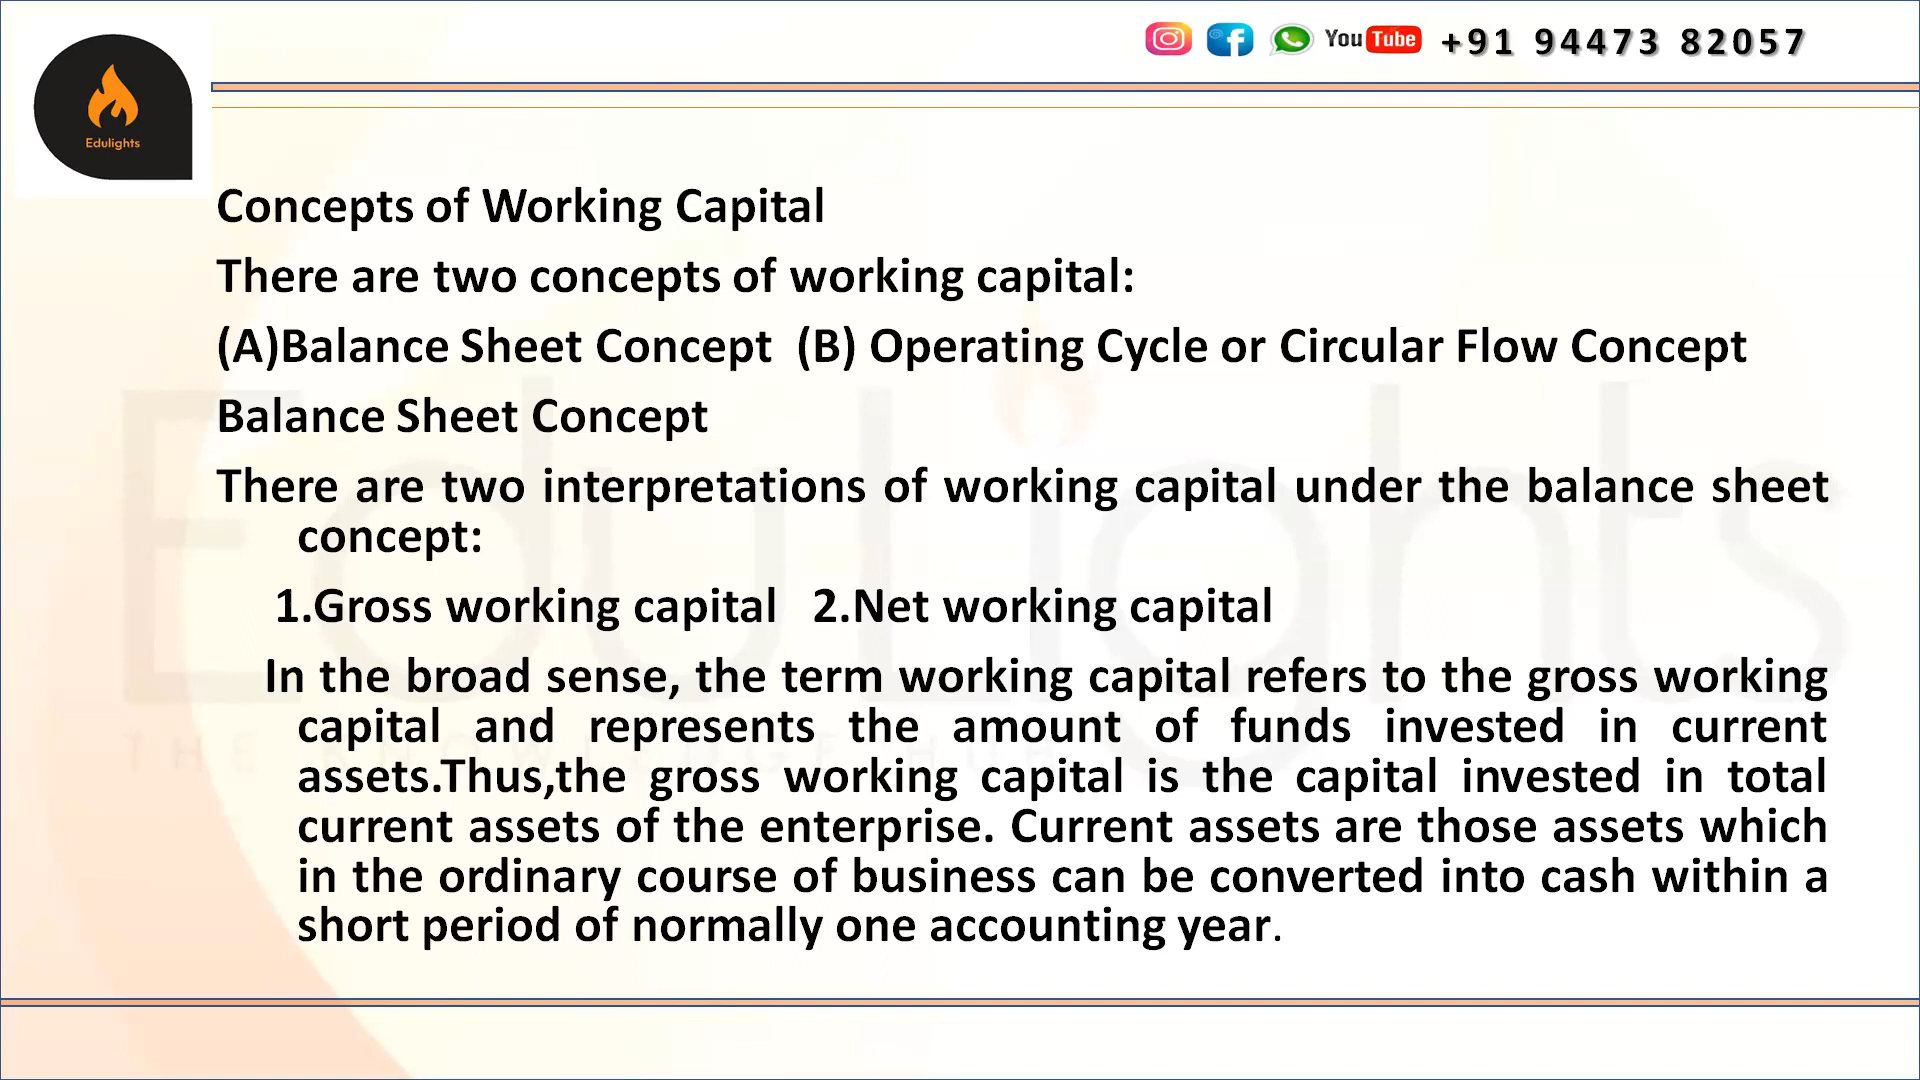 You Tube +91 94473 82057
Edulights
Concepts of Working Capital
There are two concepts of working capital:
(A)Balance Sheet Concept (B) Operating Cycle or Circular Flow Concept
Balance Sheet Concept
There are two interpretations of working capital under the balance sheet
concept:
1.Gross working capital 2.Net working capital
In the broad sense, the term working capital refers to the gross working
capital and represents the amount of funds invested in current
assets.Thus,the gross working capital is the capital invested in total
current assets of the enterprise. Current assets are those assets which
in the ordinary course of business can be converted into cash within a
short period of normally one accounting year.
EduLights
THE KNOWLEDGE HUB